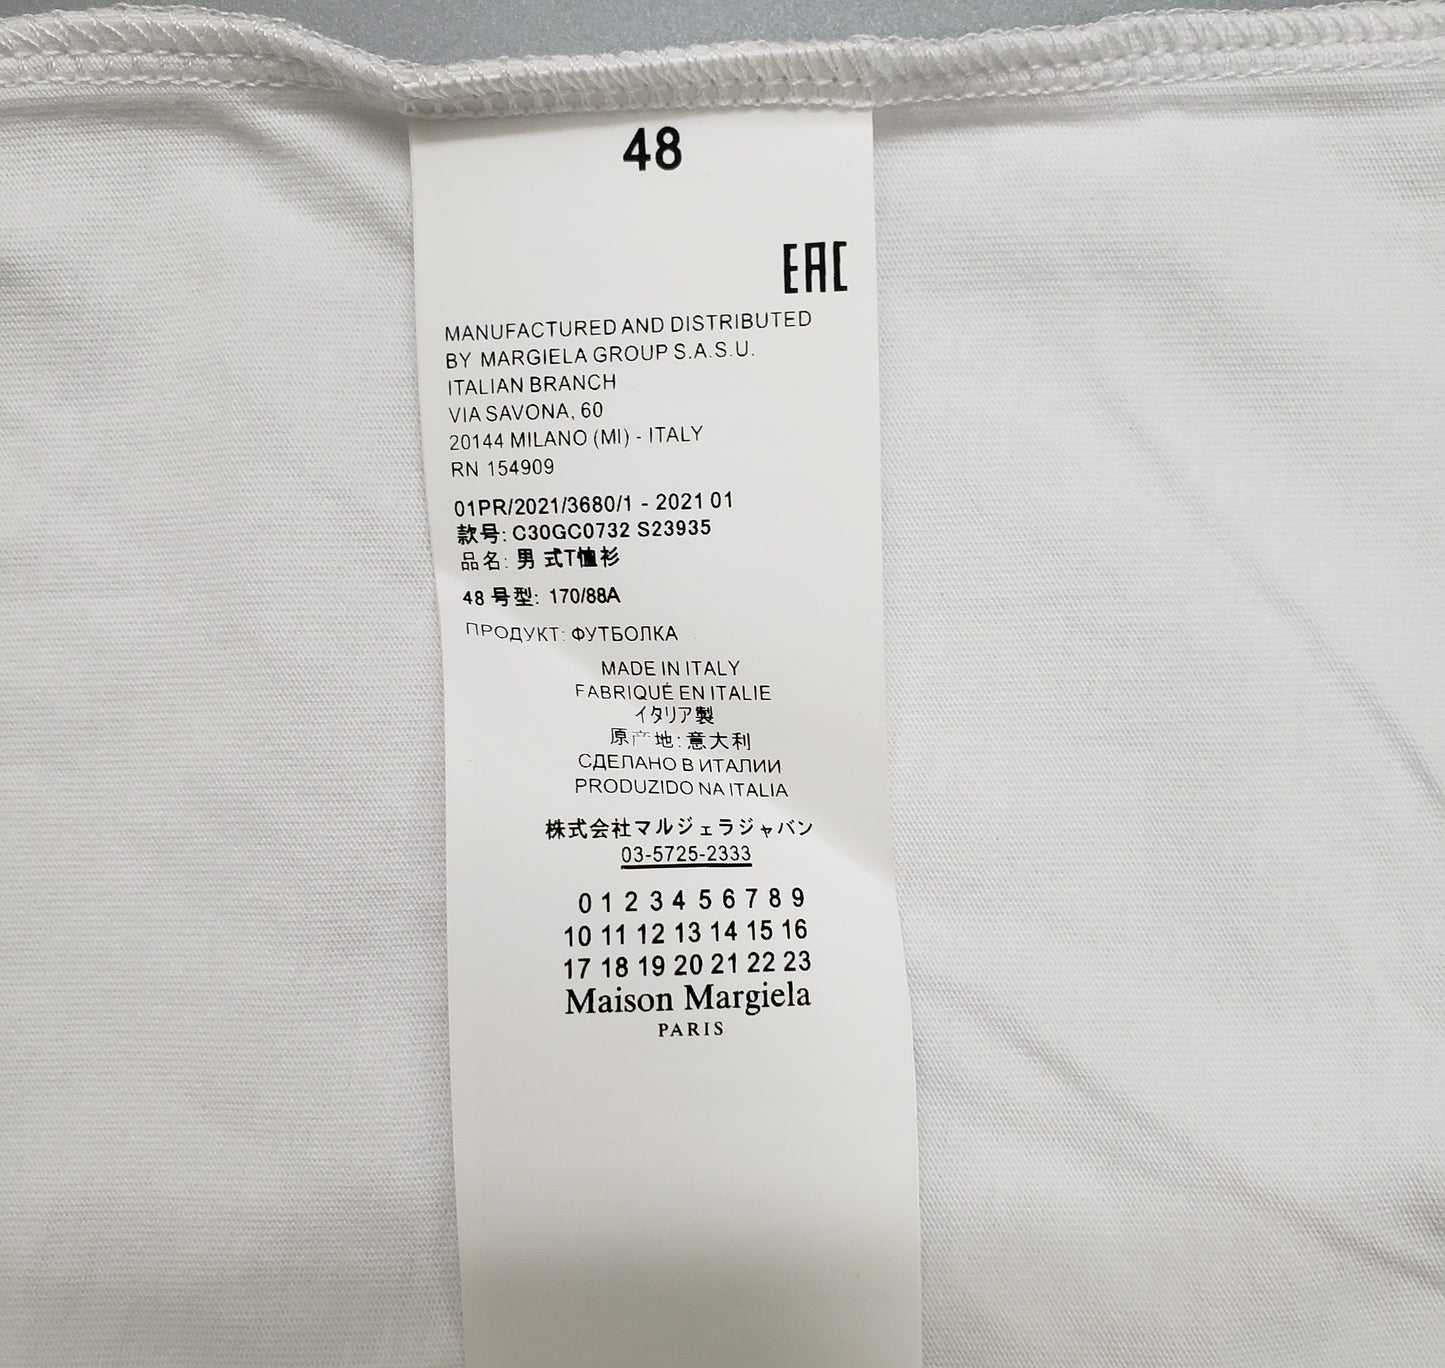 48
EAC
MANUFACTURED AND DISTRIBUTED
BY MARGIELA GROUP S.A.S.U.
ITALIAN BRANCH
VIA SAVONA, 60
20144 MILANO (MI) - ITALY
RN 154909
01PR/2021/3680/1 - 2021 01
款号: C30GC0732 S23935
品名: 男 式T恤衫
48 号型: 170/88A
ПРОДУКТ: ФУТБОЛКА
MADE IN ITALY
FABRIQUÉ EN ITALIE
イタリア製
原产地: 意大利
СДЕЛАНО В ИТАЛИИ
PRODUZIDO NA ITALIA
株式会社マルジェラジャパン
03-5725-2333
0 1 2 3 4 5 6 7 8 9
10 11 12 13 14 15 16
17 18 19 20 21 22 23
Maison Margiela
PARIS